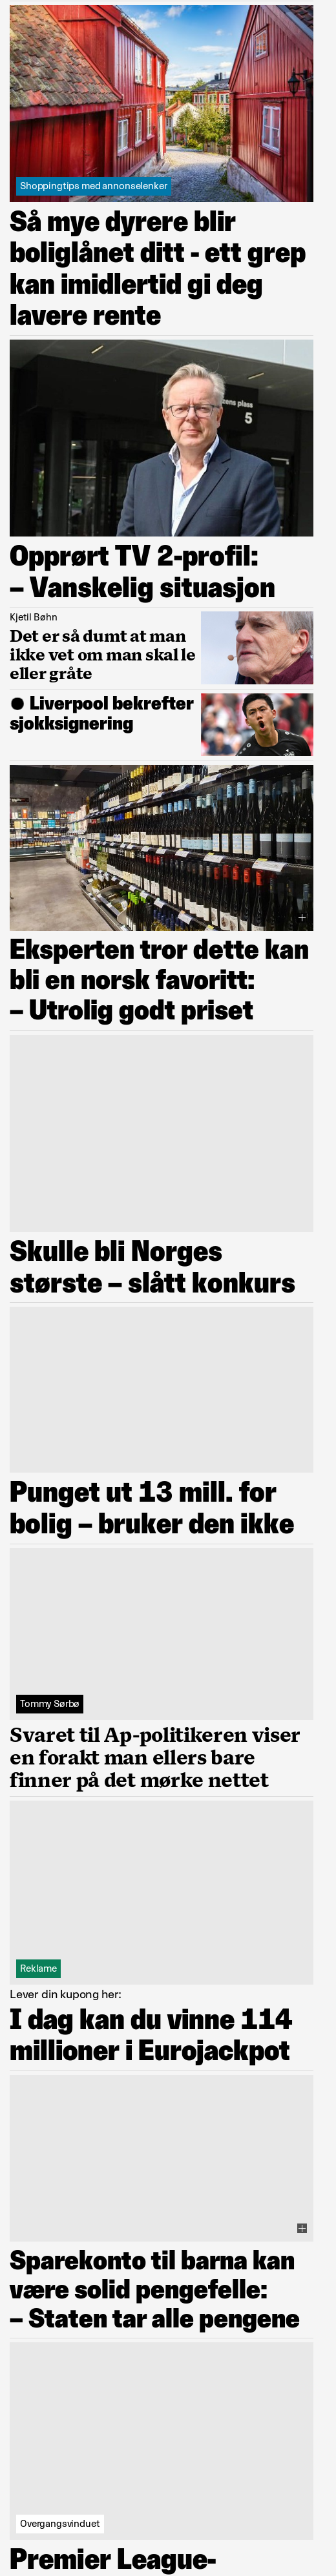 Shoppingtips med annonselenker
Så mye dyrere blir
boliglånet ditt - ett grep
kan imidlertid gi deg
lavere rente
ens plass
5
Opprørt TV 2-profil:
– Vanskelig situasjon
Kjetil Bøhn
Det er så dumt at man
ikke vet om man skal le
eller gråte
Liverpool bekrefter
sjokksignering
Eksperten tror dette kan
bli en norsk favoritt:
– Utrolig godt priset
Skulle bli Norges
største – slått konkurs
Punget ut 13 mill. for
bolig – bruker den ikke
Tommy Sørbø
Svaret til Ap-politikeren viser
en forakt man ellers bare
finner på det mørke nettet
Reklame
Lever din kupong her:
I dag kan du vinne 114
millioner i Eurojackpot
Sparekonto til barna kan
være solid pengefelle:
– Staten tar alle pengene
Overgangsvinduet
Premier League-